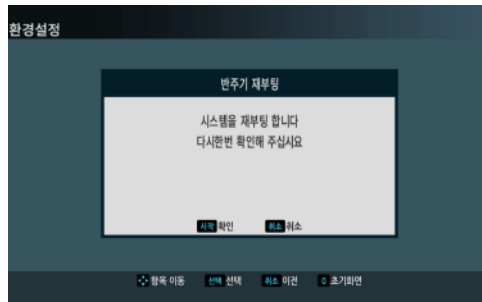 환경설정
반주기 재부팅
시스템을 재부팅 합니다
다시한번 확인해 주십시요
시작 확인 취소 취소
항목 이동 선택 선택 취소 이전 0 초기화면